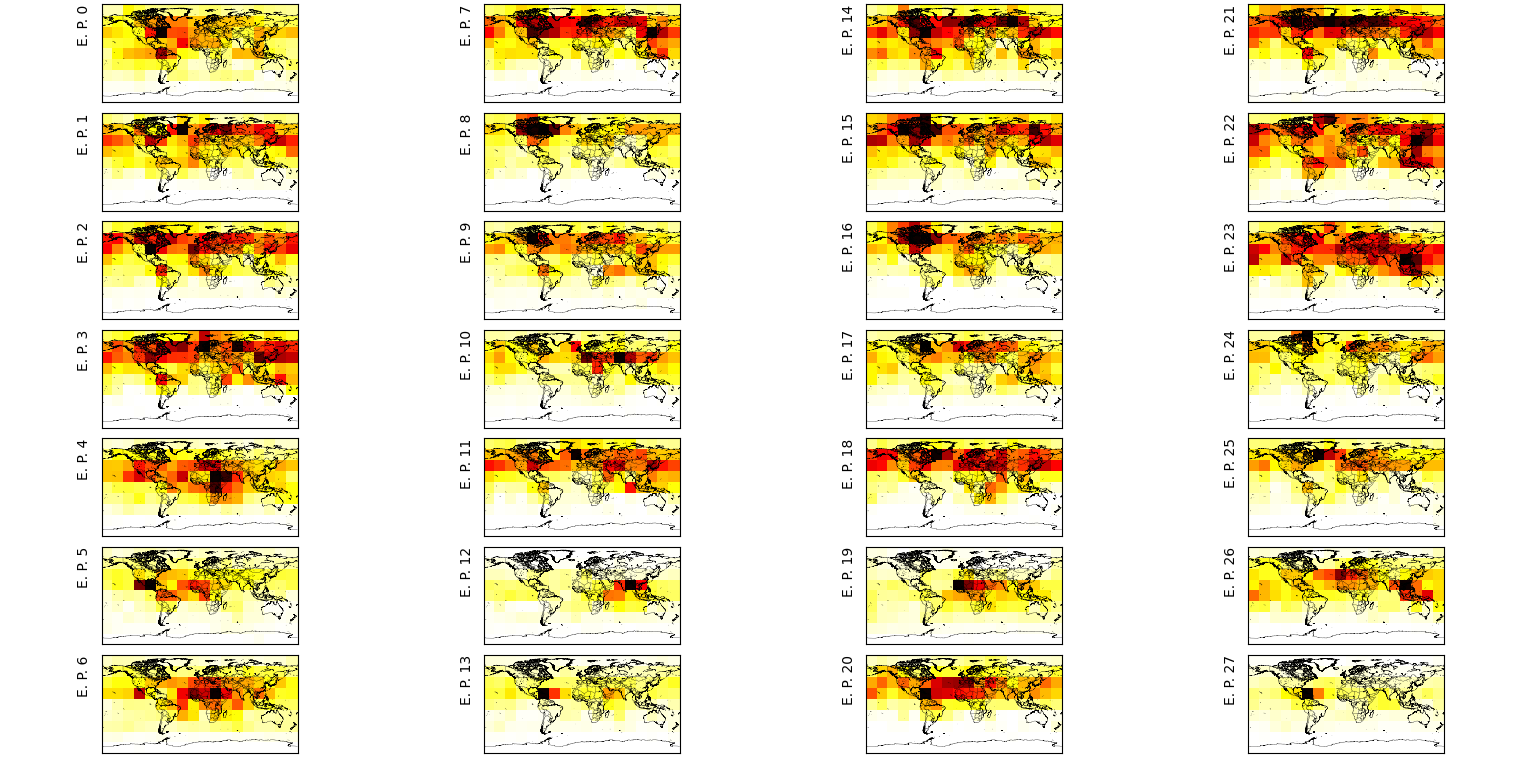 E. P. 0
E. P. 7
E. P. 14
E. P. 21
E. P. 1
E. P. 8
E. P. 15
E. P. 22
E. P. 2
E. P. 9
E. P. 16
E. P. 23
E. P. 3
E. P. 10
E. P. 17
E. P. 24
E. P. 4
E. P. 11
E. P. 18
E. P. 25
E. P. 5
E. P. 12
E. P. 19
E. P. 26
E. P. 6
E. P. 13
E. P. 20
E. P. 27